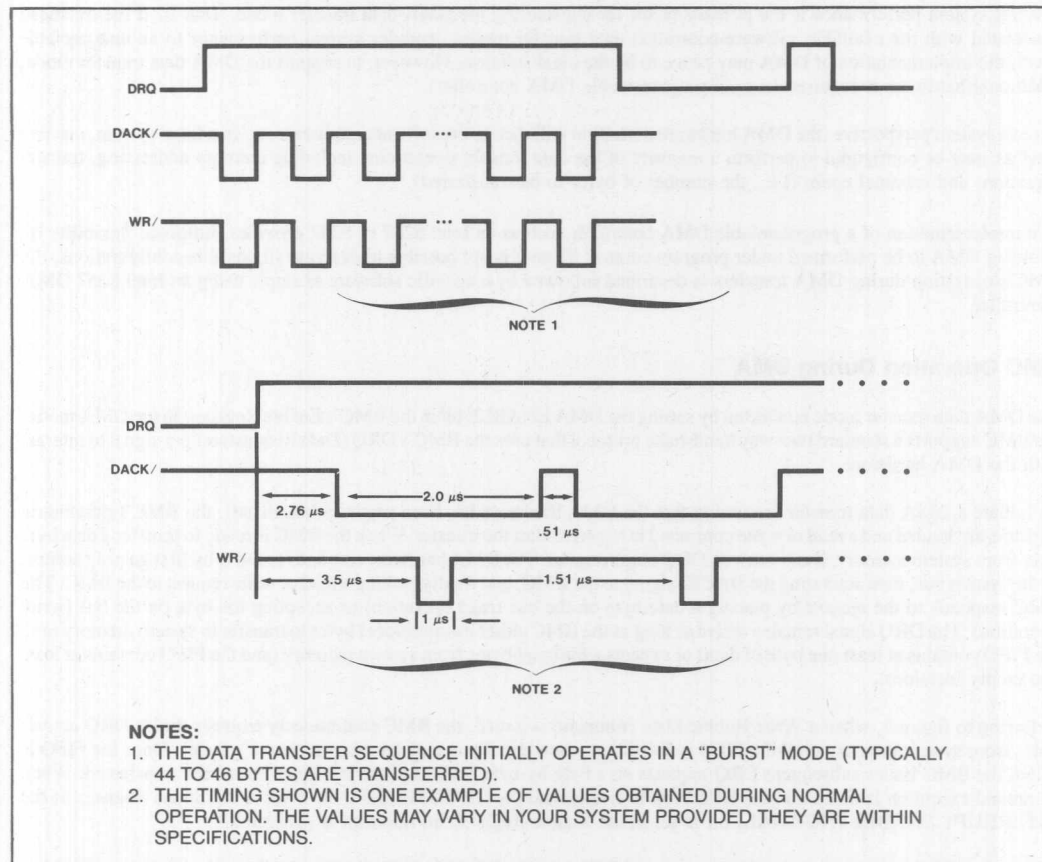 DRQ
DACK/
WR/
NOTE 1
DRQ
DACK/
2.76 µs
2.0 µs
.51 µs
WR/
3.5 µs
1.51 µs
.1 µs
NOTE 2
NOTES:
1. THE DATA TRANSFER SEQUENCE INITIALLY OPERATES IN A "BURST" MODE (TYPICALLY
44 TO 46 BYTES ARE TRANSFERRED).
2. THE TIMING SHOWN IS ONE EXAMPLE OF VALUES OBTAINED DURING NORMAL
OPERATION. THE VALUES MAY VARY IN YOUR SYSTEM PROVIDED THEY ARE WITHIN
SPECIFICATIONS.